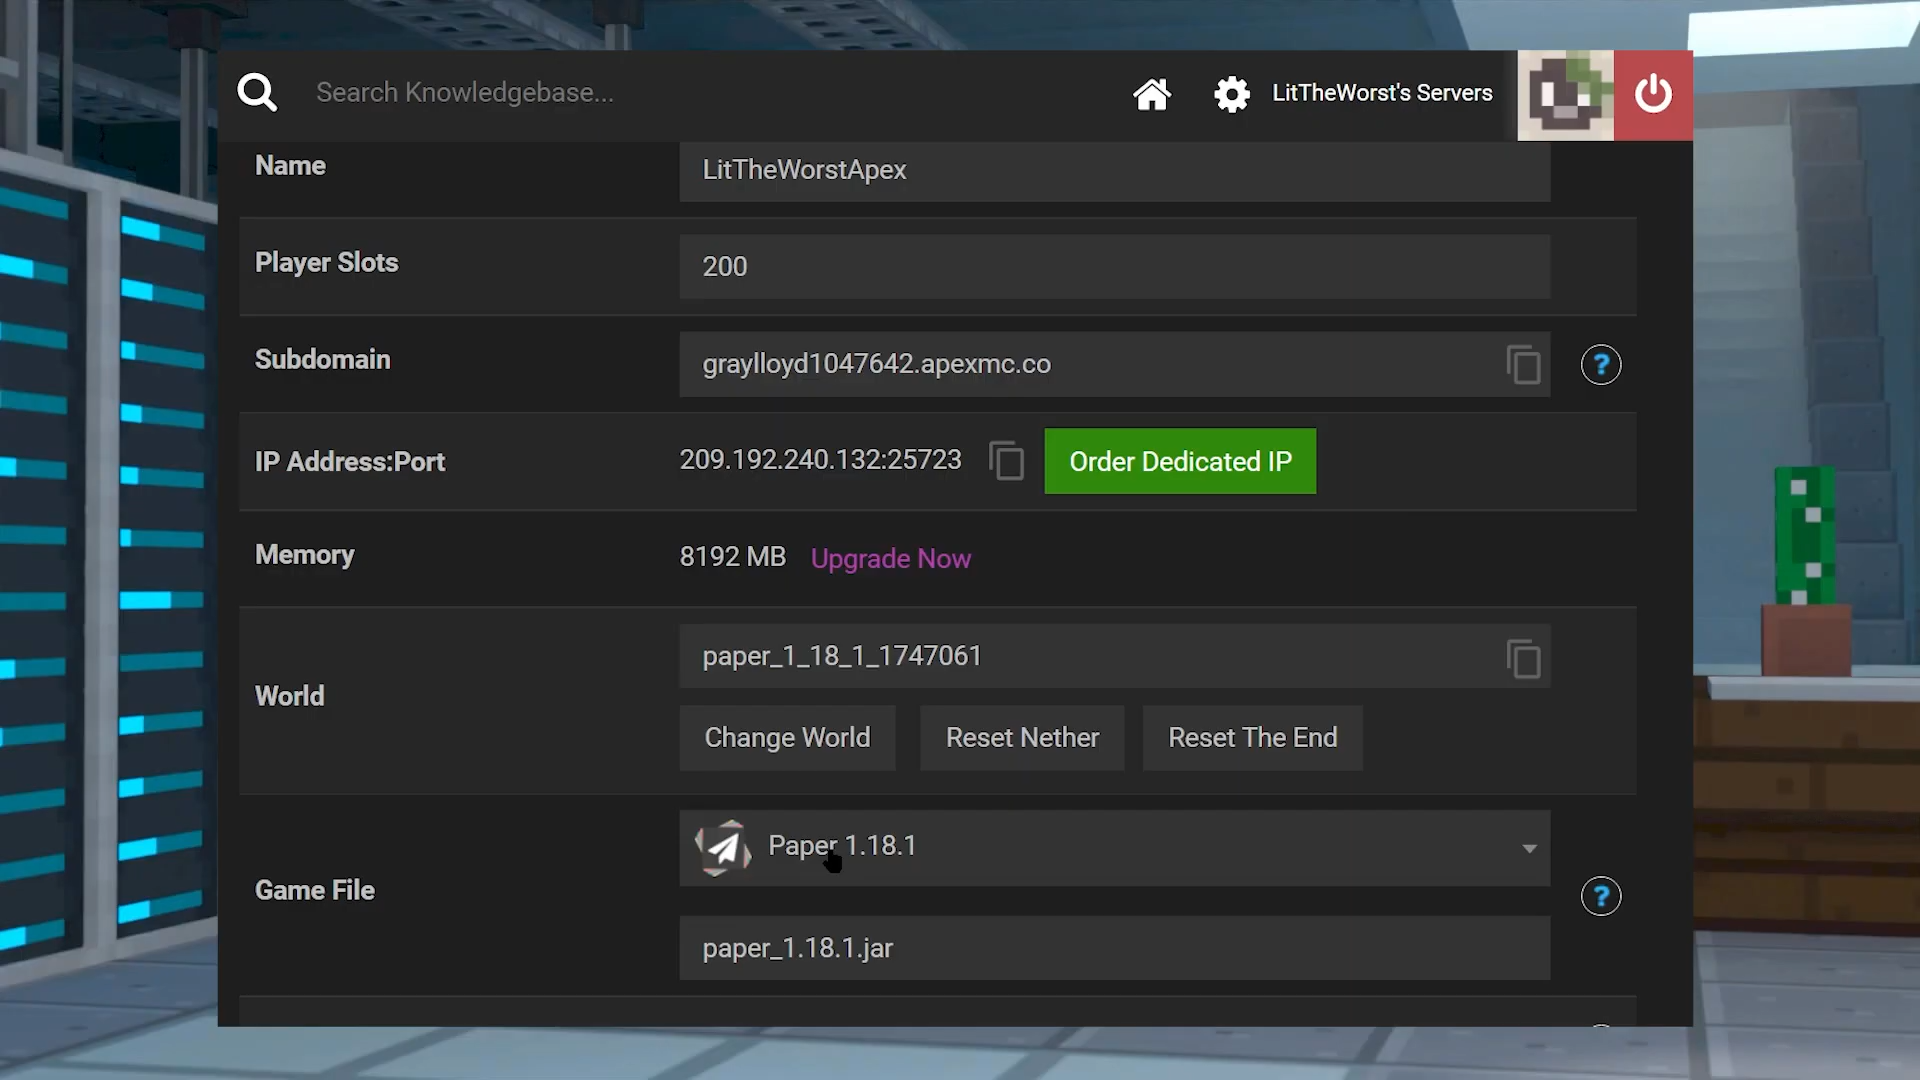 Search Knowledgebase...
LitTheWorst's Servers
Name
LitTheWorstApex
Player Slots
200
Subdomain
graylloyd1047642.apexmc.co
?
IP Address:Port
209.192.240.132:25723
Order Dedicated IP
Memory
8192 MB
Upgrade Now
World
paper_1_18_1_1747061
Change World
Reset Nether
Reset The End
Game File
Paper 1.18.1
?
paper_1.18.1.jar